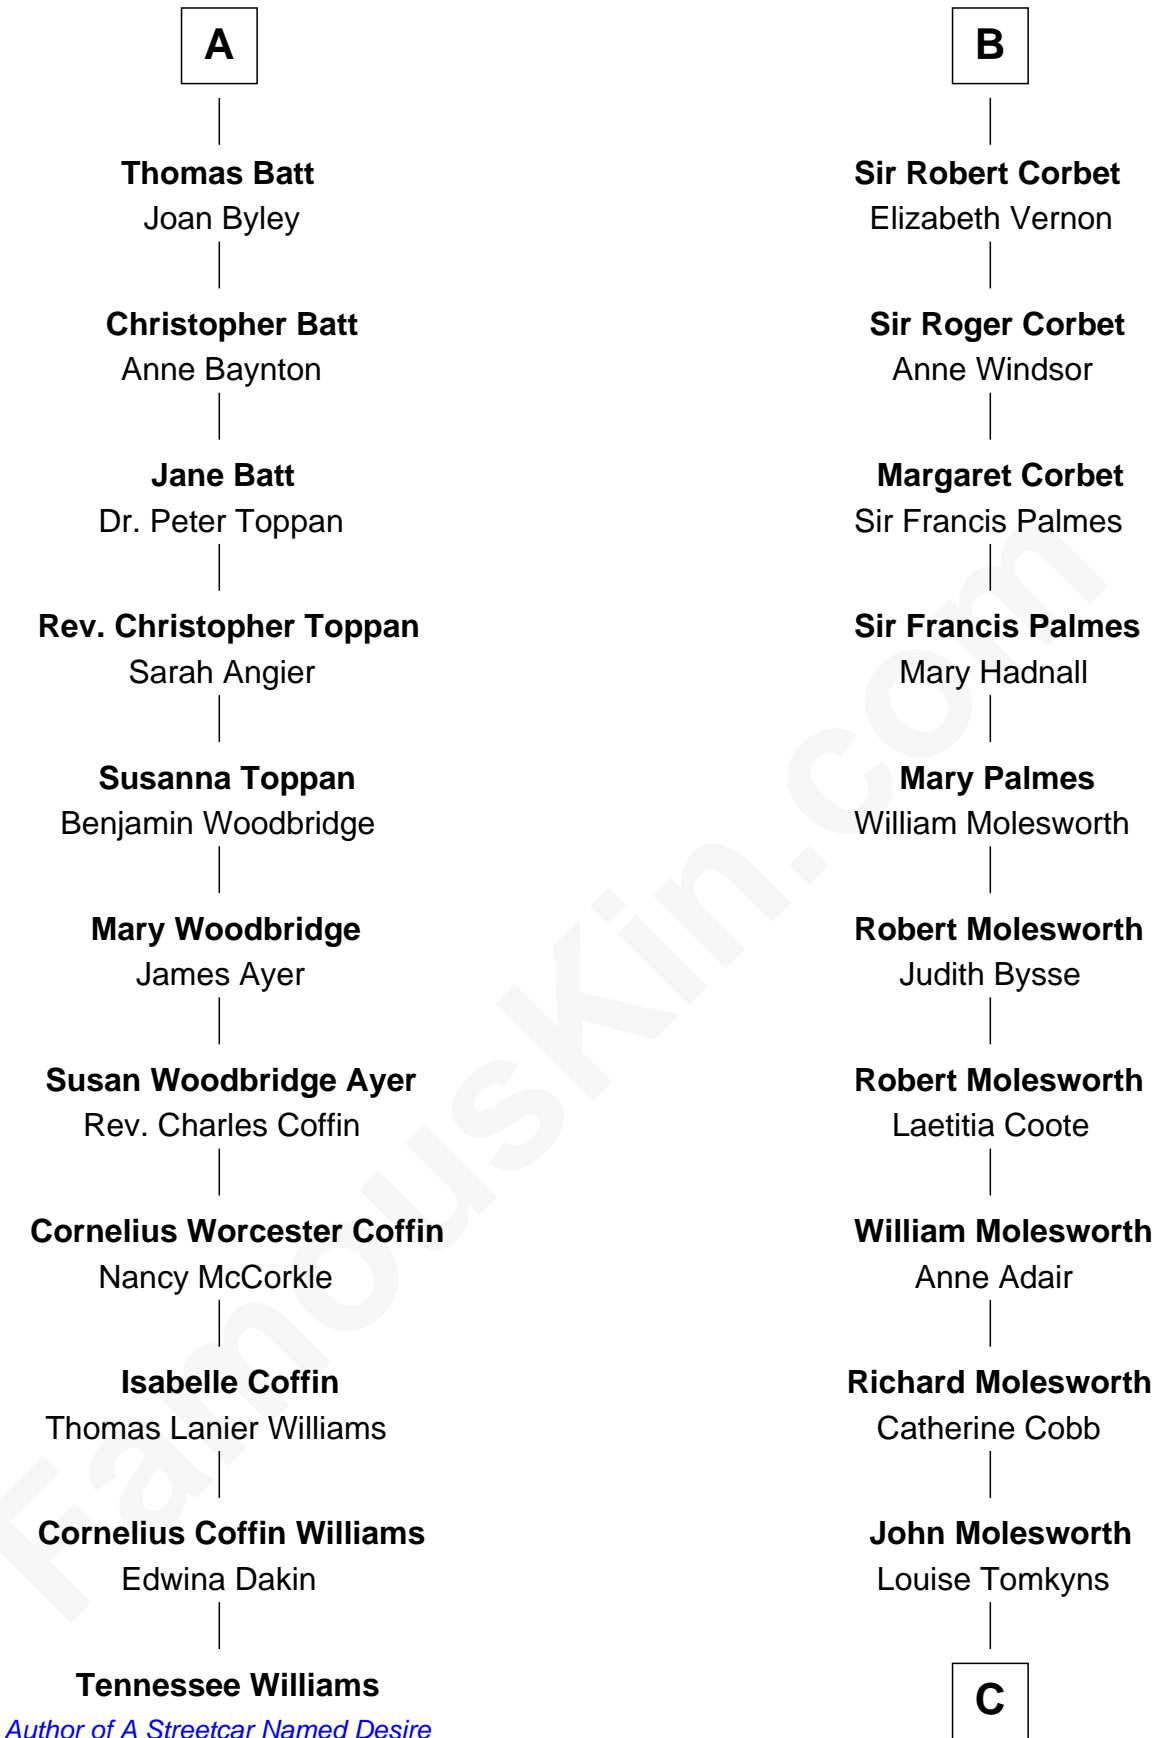 A
Thomas Batt
Joan Byley
Christopher Batt
Anne Baynton
Jane Batt
Dr. Peter Toppan
Rev. Christopher Toppan
Sarah Angier
Susanna Toppan
Benjamin Woodbridge
Mary Woodbridge
James Ayer
Susan Woodbridge Ayer
Rev. Charles Coffin
Cornelius Worcester Coffin
Nancy McCorkle
Isabelle Coffin
Thomas Lanier Williams
Cornelius Coffin Williams
Edwina Dakin
Tennessee Williams
Author of A Streetcar Named Desire
B
Sir Robert Corbet
Elizabeth Vernon
Sir Roger Corbet
Anne Windsor
Margaret Corbet
Sir Francis Palmes
Sir Francis Palmes
Mary Hadnall
Mary Palmes
William Molesworth
Robert Molesworth
Judith Bysse
Robert Molesworth
Laetitia Coote
William Molesworth
Anne Adair
Richard Molesworth
Catherine Cobb
John Molesworth
Louise Tomkyns
C
FamousKin.com